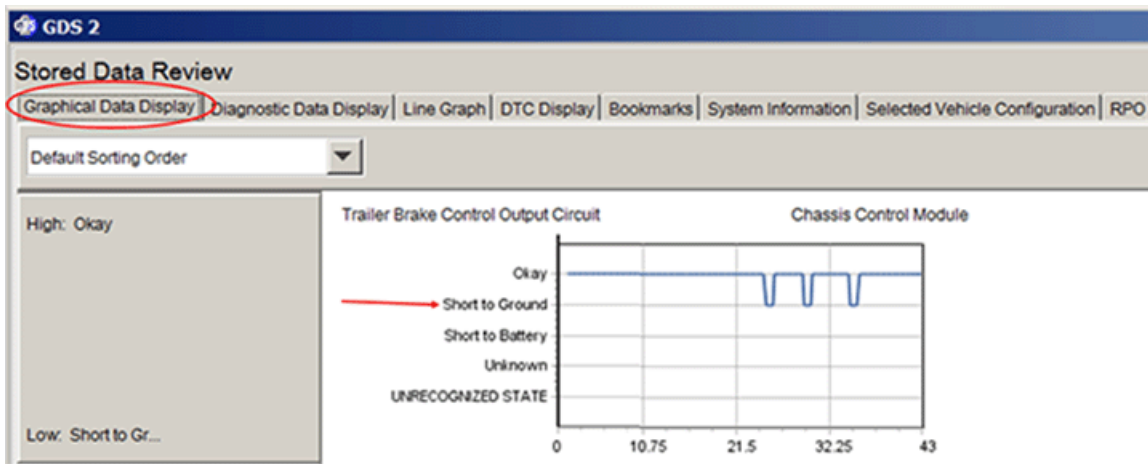 GDS 2
Stored Data Review
Graphical Data Display Diagnostic Data Display Line Graph DTC Display Bookmarks System Information Selected Vehicle Configuration RPO
Default Sorting Order
High: Okay
Trailer Brake Control Output Circuit Chassis Control Module
Okay
Short to Ground
Short to Battery
Unknown
UNRECOGNIZED STATE
Low: Short to Gr...
0 10.75 21.5 32.25 43